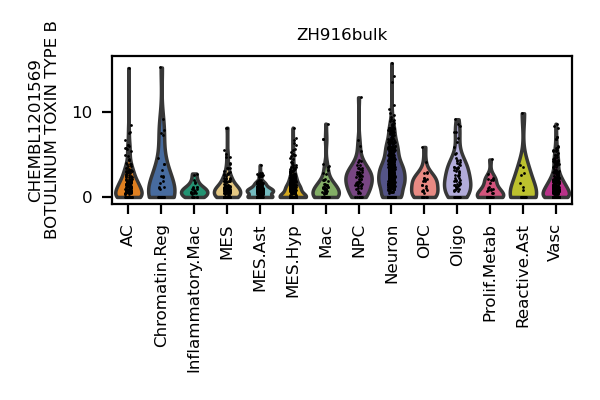 ZH916bulk
CHEMBL1201569
BOTULINUM TOXIN TYPE B
10
0
AC
Chromatin.Reg
Inflammatory.Mac
MES
MES.Ast
MES.Hyp
Mac
NPC
Neuron
OPC
Oligo
Prolif.Metab
Reactive.Ast
Vasc